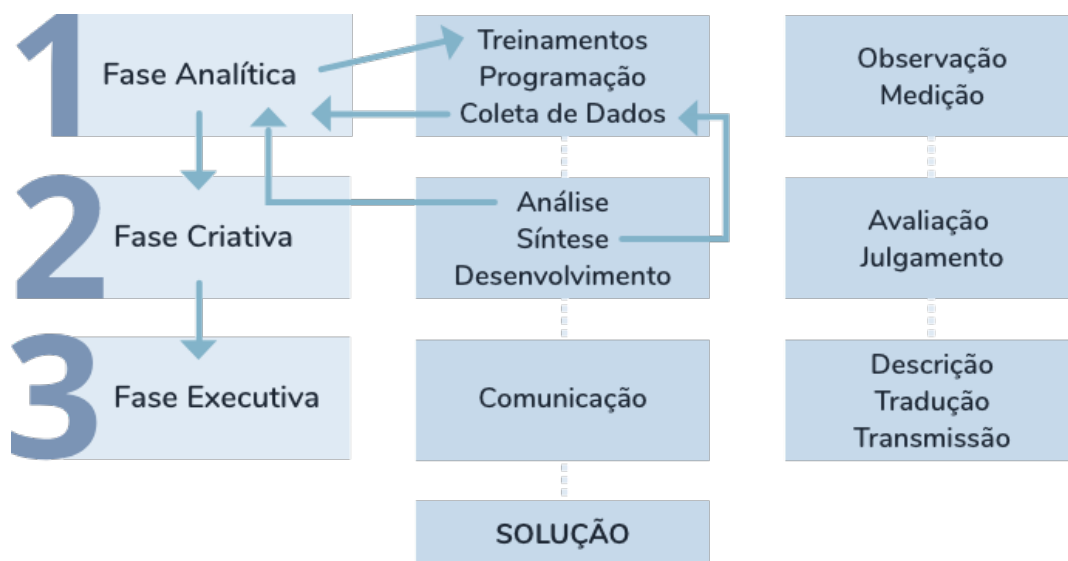 1
Fase Analítica
Treinamentos
Programação
Coleta de Dados
Observação
Medição
2
Fase Criativa
Análise
Síntese
Desenvolvimento
Avaliação
Julgamento
3
Fase Executiva
Comunicação
Descrição
Tradução
Transmissão
SOLUÇÃO